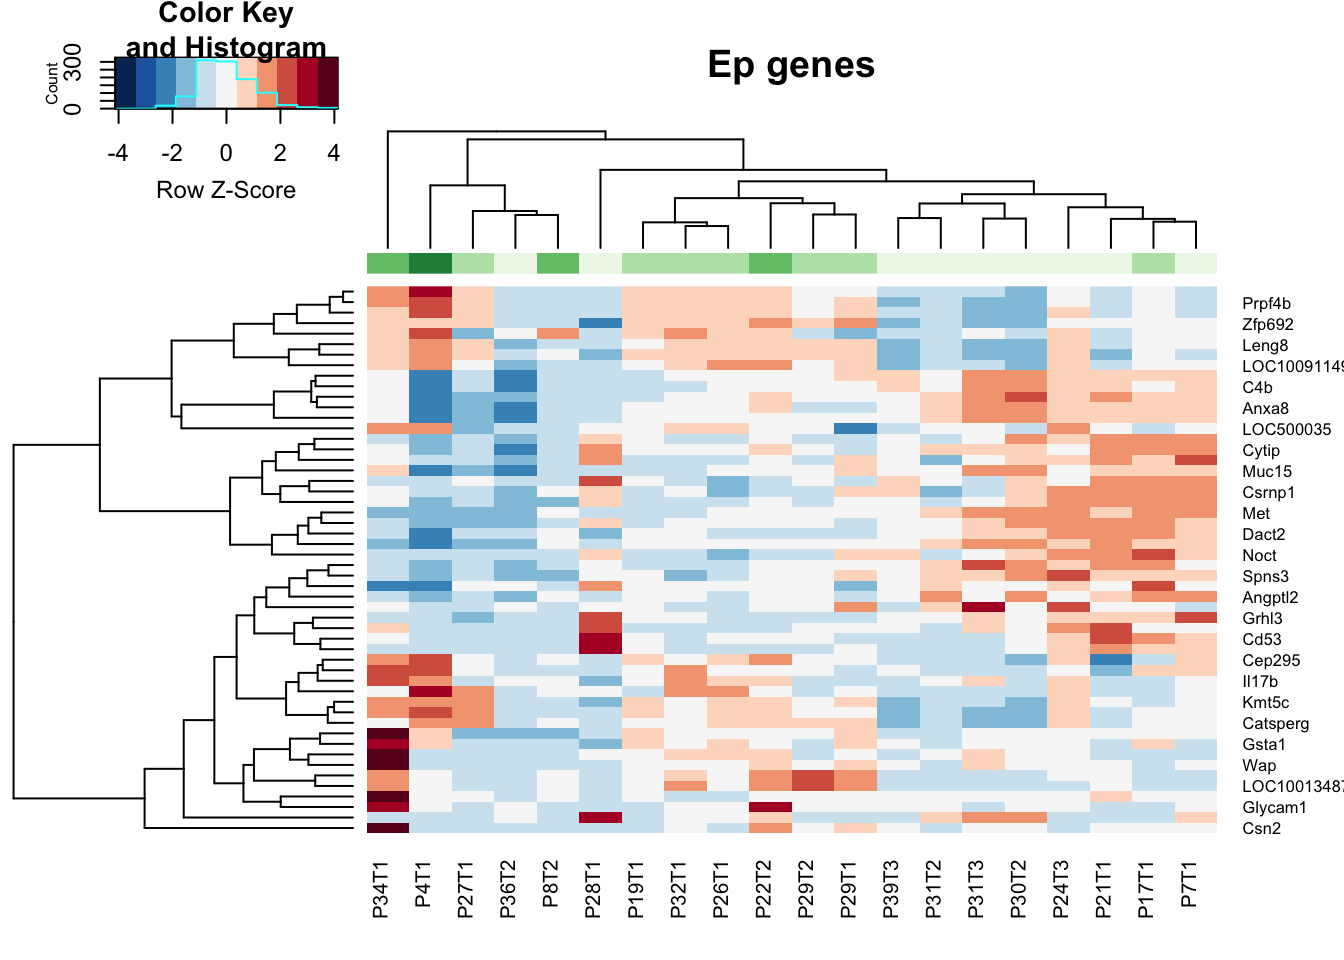 Color Key
and Histogram
Count
0 300
-4 -2 0 2 4
Row Z-Score
Ep genes
Prpf4b
Zfp692
Leng8
LOC10091149
C4b
Anxa8
LOC500035
Cytip
Muc15
Csrnp1
Met
Dact2
Noct
Spns3
Angptl2
Grhl3
Cd53
Cep295
Il17b
Kmt5c
Catsperg
Gsta1
Wap
LOC10013487
Glycam1
Csn2
P34T1 P4T1 P27T1 P36T2 P8T2 P28T1 P19T1 P32T1 P26T1 P22T2 P29T2 P29T1 P39T3 P31T2 P31T3 P30T2 P24T3 P21T1 P17T1 P7T1